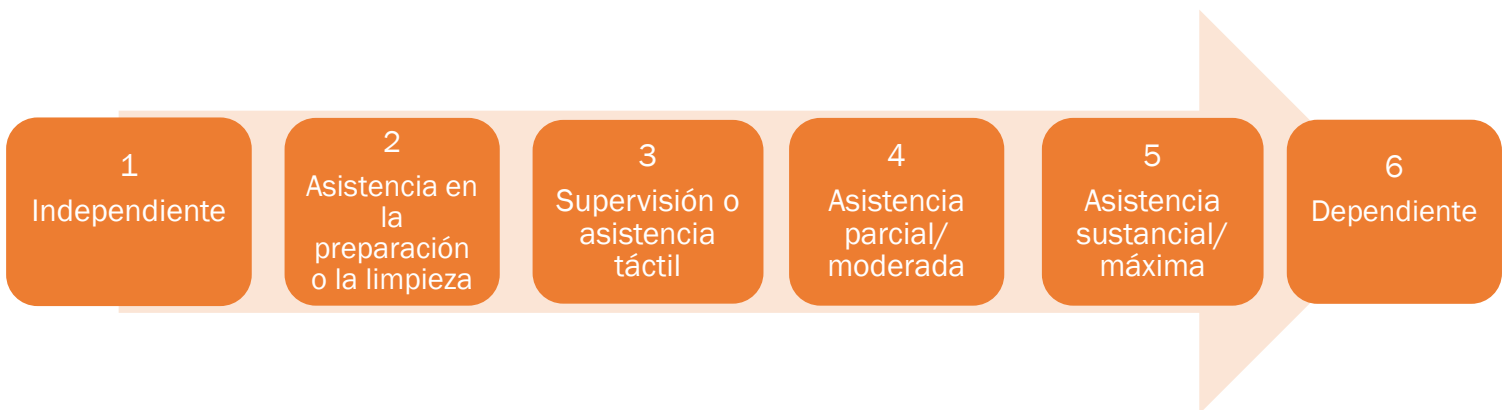 1
Independiente
2
Asistencia en
la
preparación
o la limpieza
3
Supervisión o
asistencia
táctil
4
Asistencia
parcial/
moderada
5
Asistencia
sustancial/
máxima
6
Dependiente